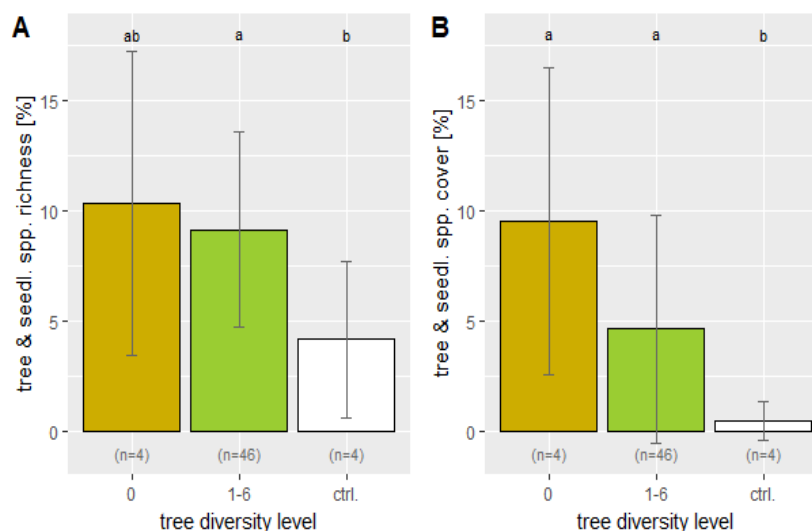 A
ab a b
tree & seedl. spp. richness [%]
15
10
5
0
(n=4) (n=46) (n=4)
0 1-6 ctrl.
tree diversity level
B
a a b
tree & seedl. spp. cover [%]
15
10
5
0
(n=4) (n=46) (n=4)
0 1-6 ctrl.
tree diversity level